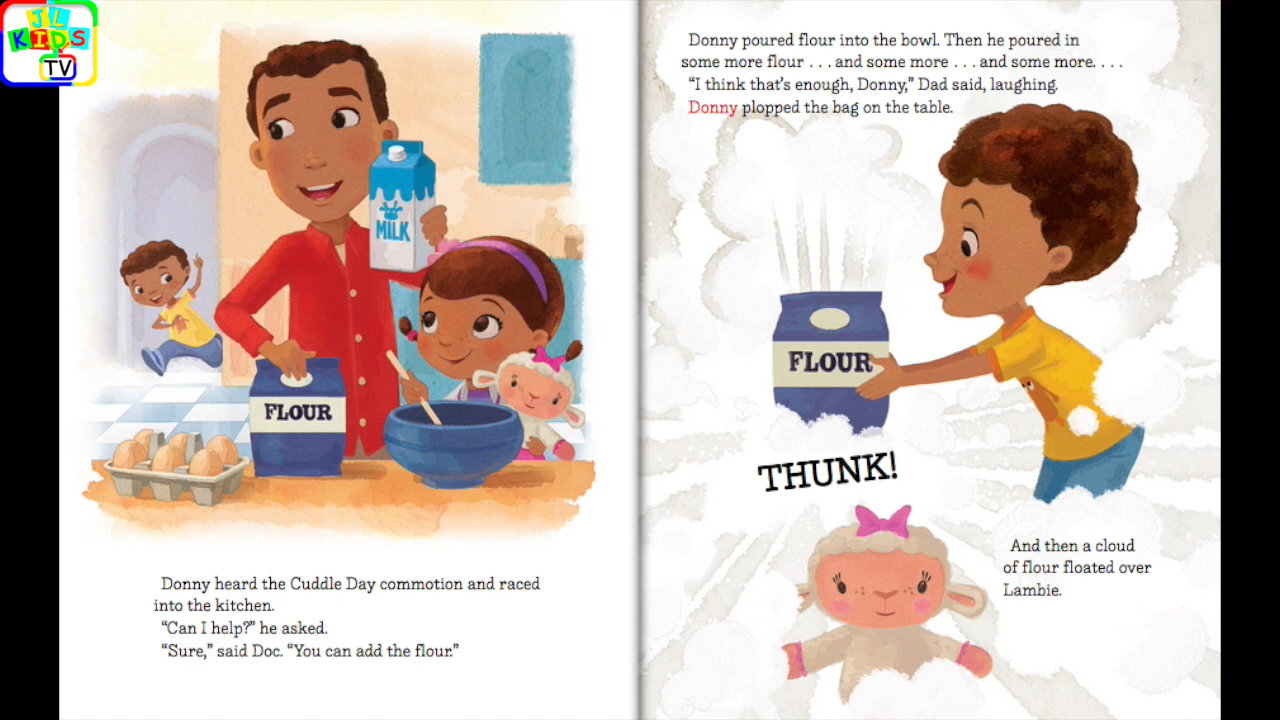 JL
KIDS
TV
MILK
FLOUR
Donny heard the Cuddle Day commotion and raced
into the kitchen.
“Can I help?” he asked.
“Sure,” said Doc. “You can add the flour.”
Donny poured flour into the bowl. Then he poured in
some more flour . . . and some more . . . and some more. . . .
“I think that’s enough, Donny,” Dad said, laughing.
Donny plopped the bag on the table.
FLOUR
THUNK!
And then a cloud
of flour floated over
Lambie.